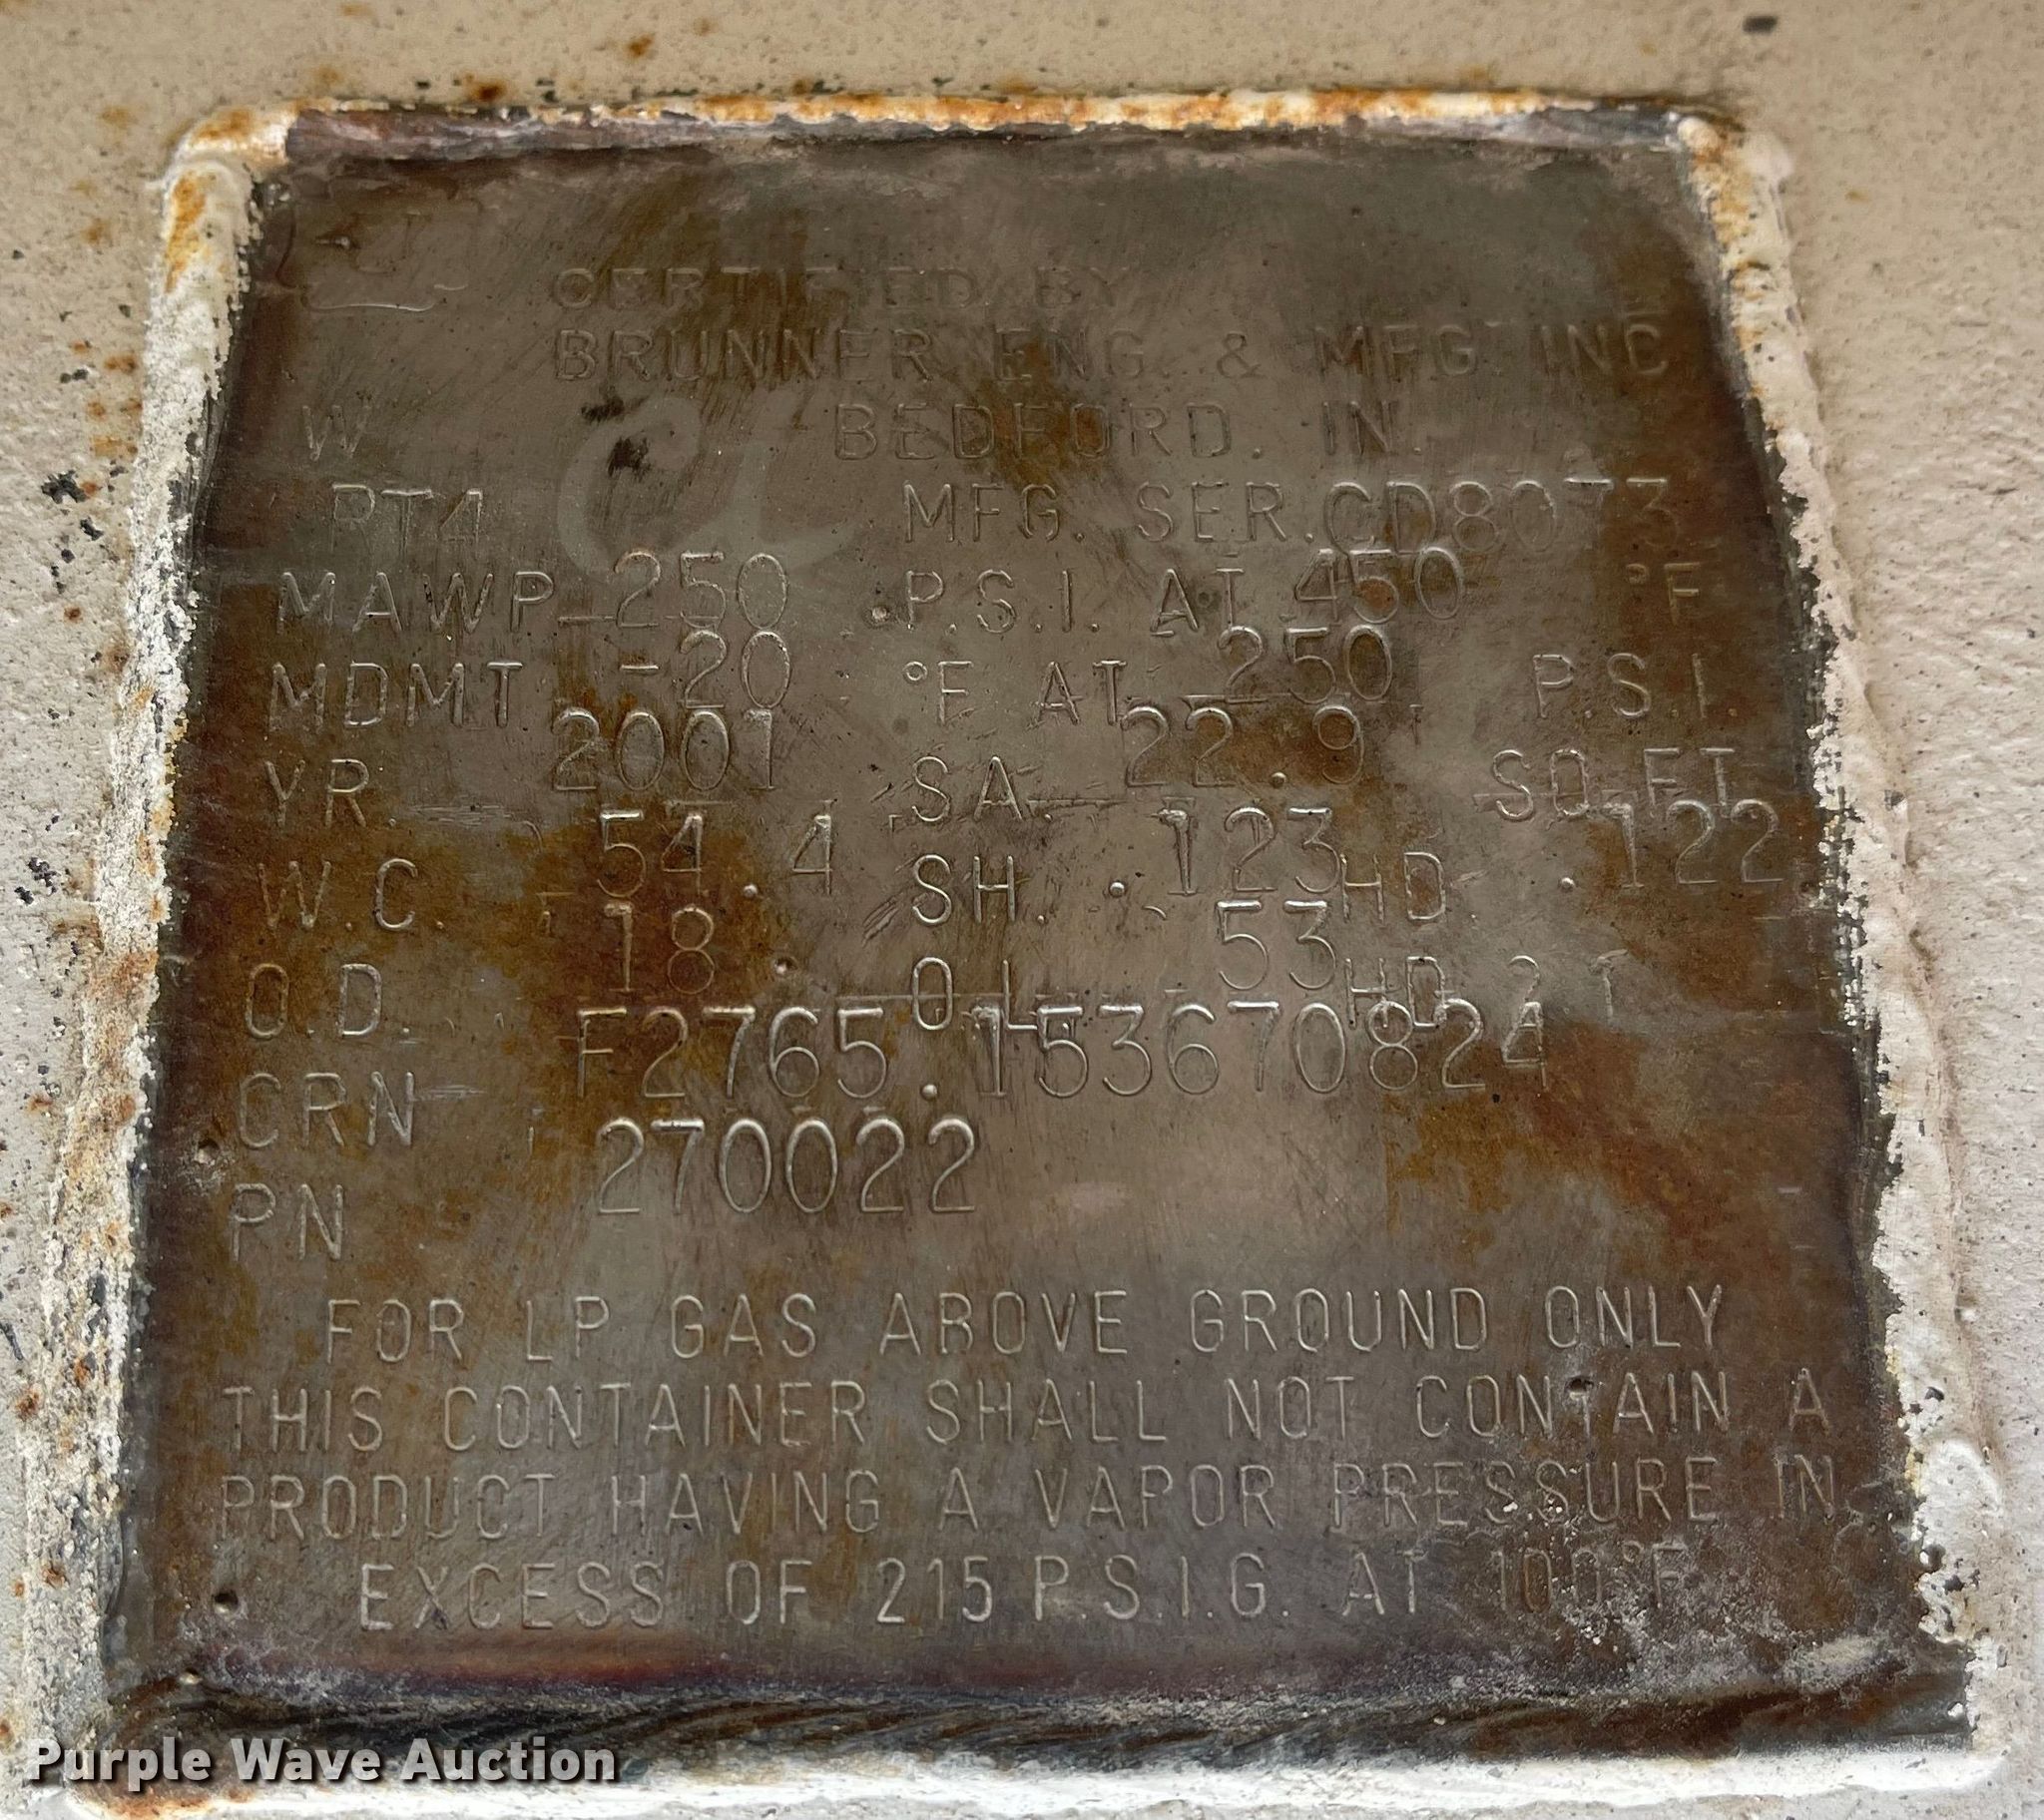 CERTIFIED BY
BRUNNER ENG. & MFG. INC
W BEDFORD. IN.
RT4 MFG. SER. CD8073
MAWP 250 P.S.I. AT 450 °F
MDMT -20 °F AT 250 P.S.I.
YR. 2001 SA. 22.9 SQ.FT.
W.C. 54.4 SH. .123 HD .122
O.D. 18 O.L. 53 HD 2:1
CRN F2765.153670824
PN 270022
FOR LP GAS ABOVE GROUND ONLY
THIS CONTAINER SHALL NOT CONTAIN A
PRODUCT HAVING A VAPOR PRESSURE IN
EXCESS OF 215 P.S.I.G. AT 100°F
Purple Wave Auction